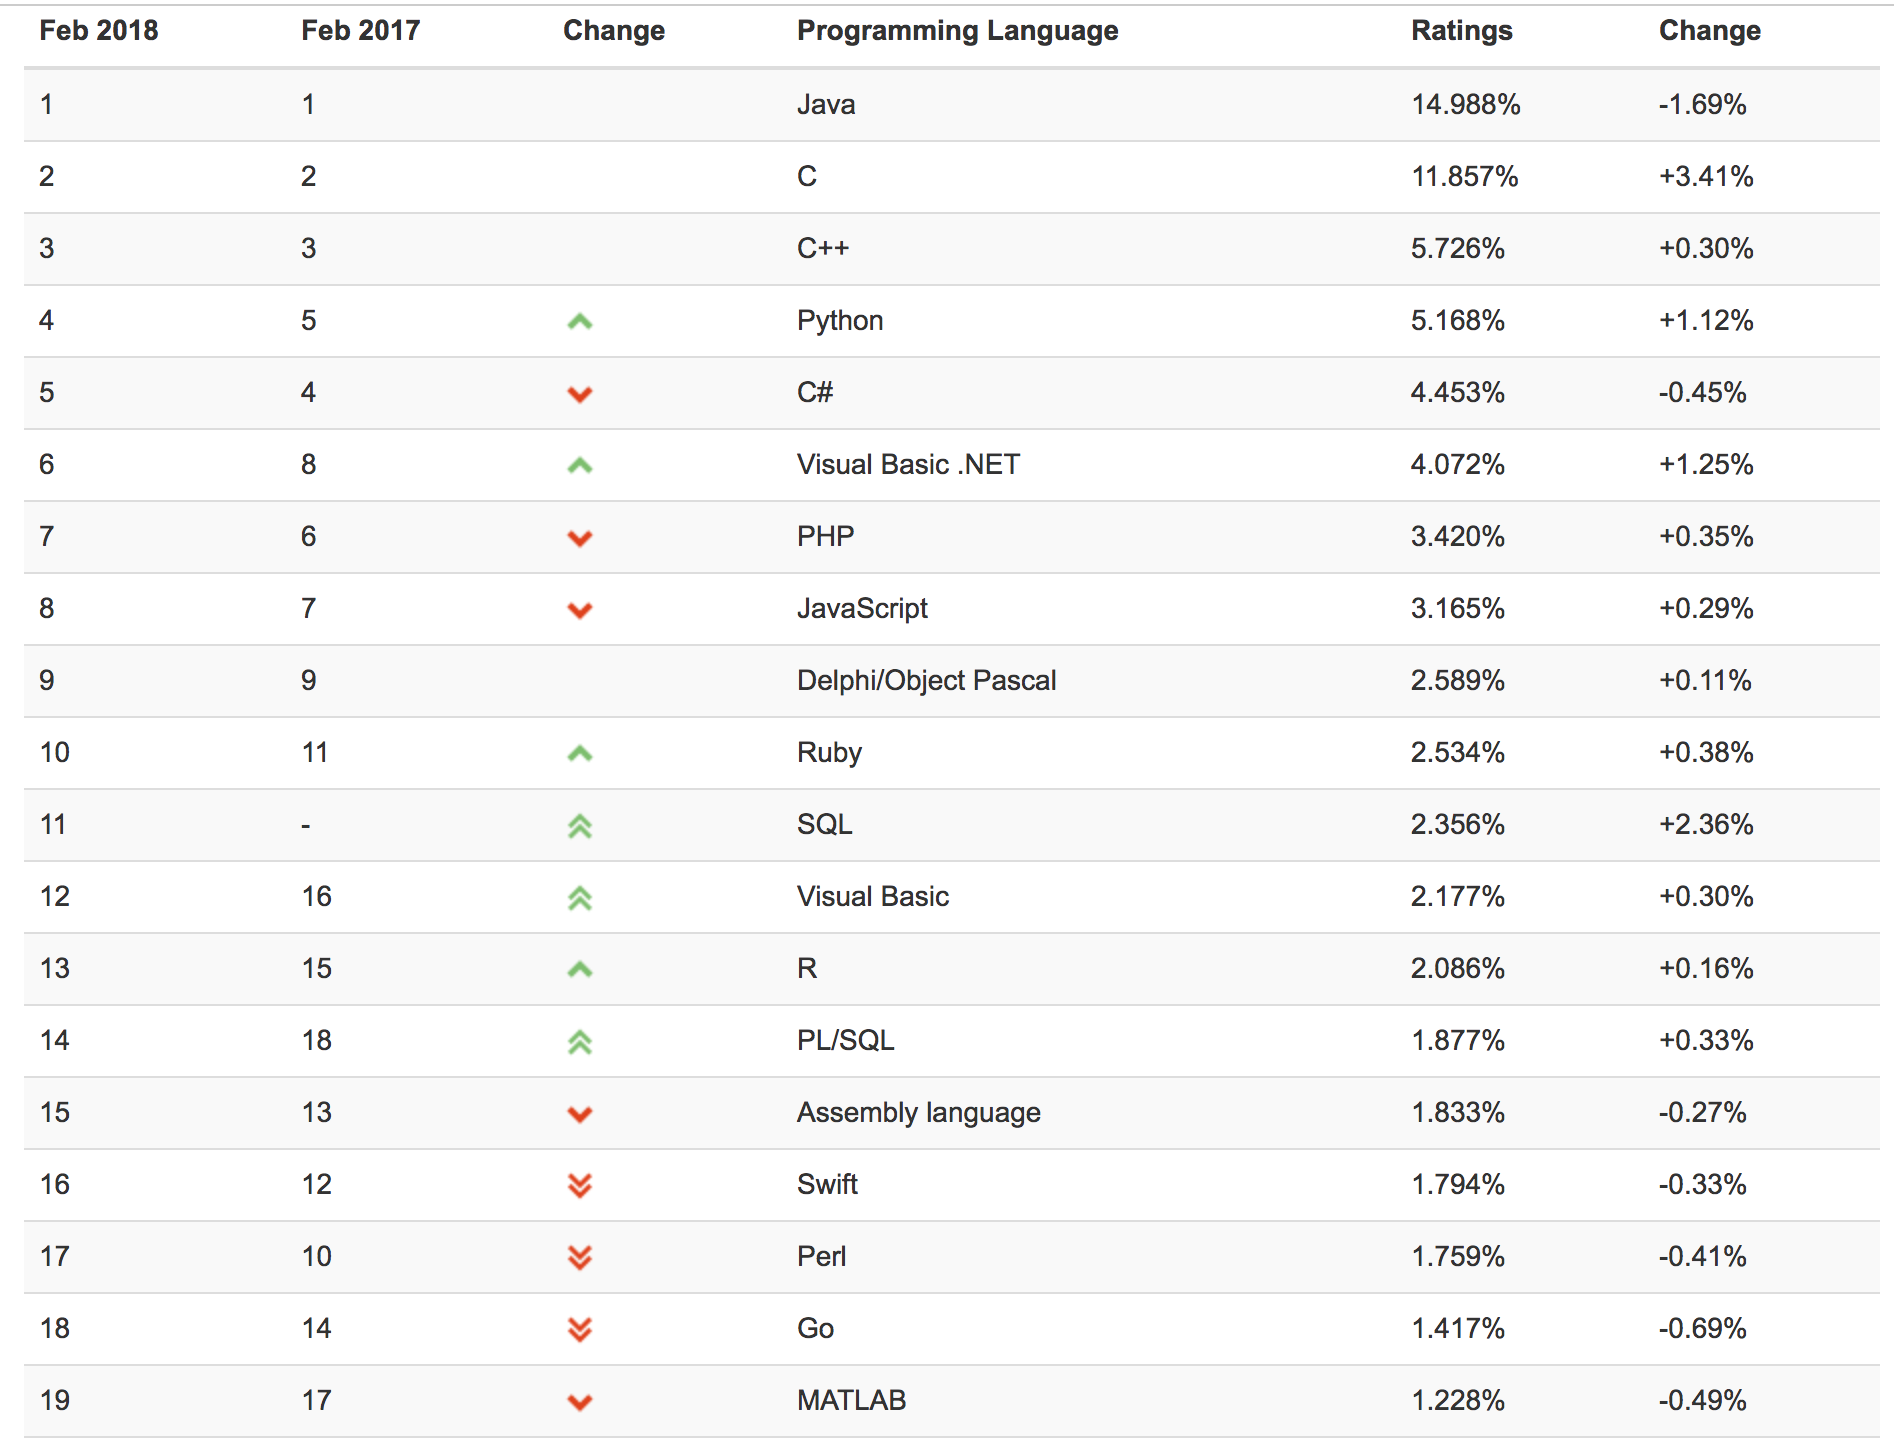 Feb 2018 Feb 2017 Change Programming Language Ratings Change
1 1 Java 14.988% -1.69%
2 2 C 11.857% +3.41%
3 3 C++ 5.726% +0.30%
4 5 Python 5.168% +1.12%
5 4 C# 4.453% -0.45%
6 8 Visual Basic .NET 4.072% +1.25%
7 6 PHP 3.420% +0.35%
8 7 JavaScript 3.165% +0.29%
9 9 Delphi/Object Pascal 2.589% +0.11%
10 11 Ruby 2.534% +0.38%
11 - SQL 2.356% +2.36%
12 16 Visual Basic 2.177% +0.30%
13 15 R 2.086% +0.16%
14 18 PL/SQL 1.877% +0.33%
15 13 Assembly language 1.833% -0.27%
16 12 Swift 1.794% -0.33%
17 10 Perl 1.759% -0.41%
18 14 Go 1.417% -0.69%
19 17 MATLAB 1.228% -0.49%